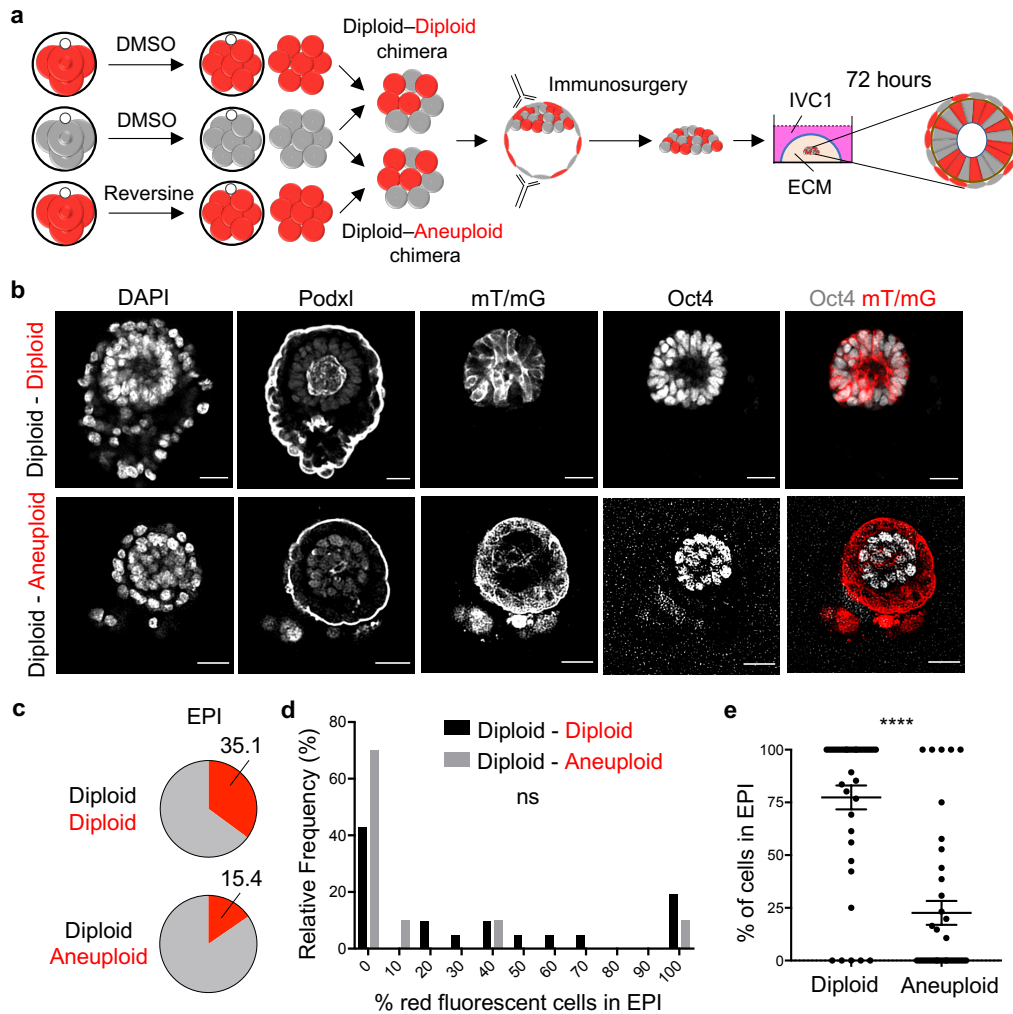 a
DMSO
Diploid–Diploid
chimera
Immunosurgery
72 hours
IVC1
DMSO
Reversine
ECM
Diploid–Aneuploid
chimera
b
DAPI
Podxl
mT/mG
Oct4
Oct4 mT/mG
Diploid - Diploid
Diploid - Aneuploid
c
EPI
35.1
Diploid
Diploid
15.4
Diploid
Aneuploid
d
Diploid - Diploid
Diploid - Aneuploid
ns
Relative Frequency (%)
80
60
40
20
0
0 10 20 30 40 50 60 70 80 90 100
% red fluorescent cells in EPI
e
****
% of cells in EPI
100
75
50
25
0
Diploid Aneuploid